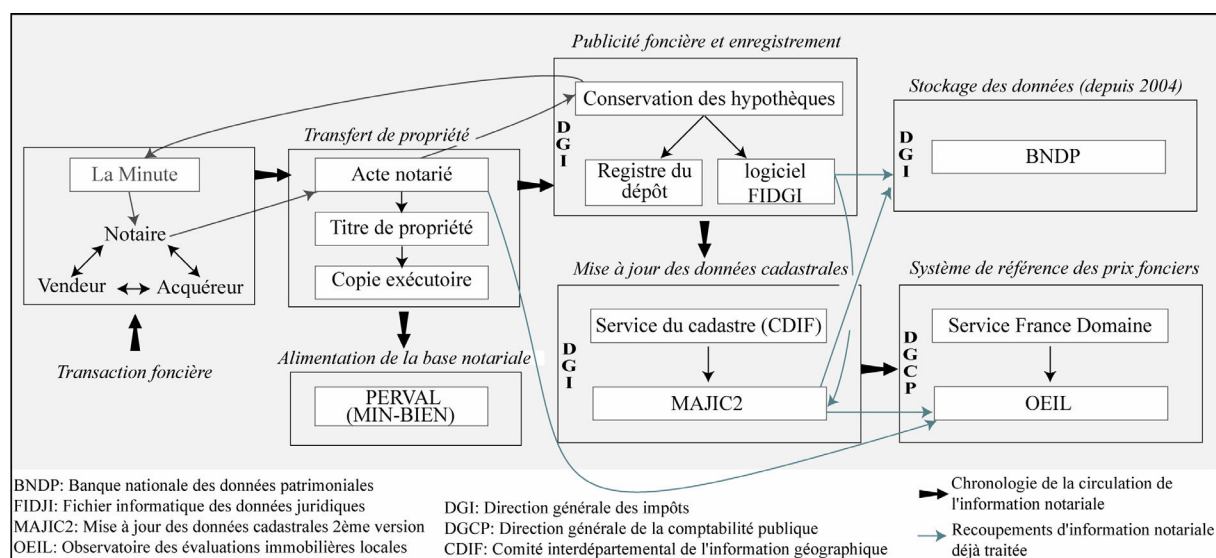 Publicité foncière et enregistrement
Conservation des hypothèques
DGI
Registre du
dépôt
logiciel
FIDGI
Stockage des données (depuis 2004)
DGI
BNDP
Transfert de propriété
Acte notarié
Titre de propriété
Copie exécutoire
La Minute
Notaire
Vendeur
Acquéreur
Transaction foncière
Alimentation de la base notariale
PERVAL
(MIN-BIEN)
Mise à jour des données cadastrales
DGI
Service du cadastre (CDIF)
MAJIC2
Système de référence des prix fonciers
DGCP
Service France Domaine
OEIL
BNDP: Banque nationale des données patrimoniales
FIDJI: Fichier informatique des données juridiques
MAJIC2: Mise à jour des données cadastrales 2ème version
OEIL: Observatoire des évaluations immobilières locales
DGI: Direction générale des impôts
DGCP: Direction générale de la comptabilité publique
CDIF: Comité interdépartemental de l'information géographique
Chronologie de la circulation de
l'information notariale
Recoupements d'information notariale
déjà traitée